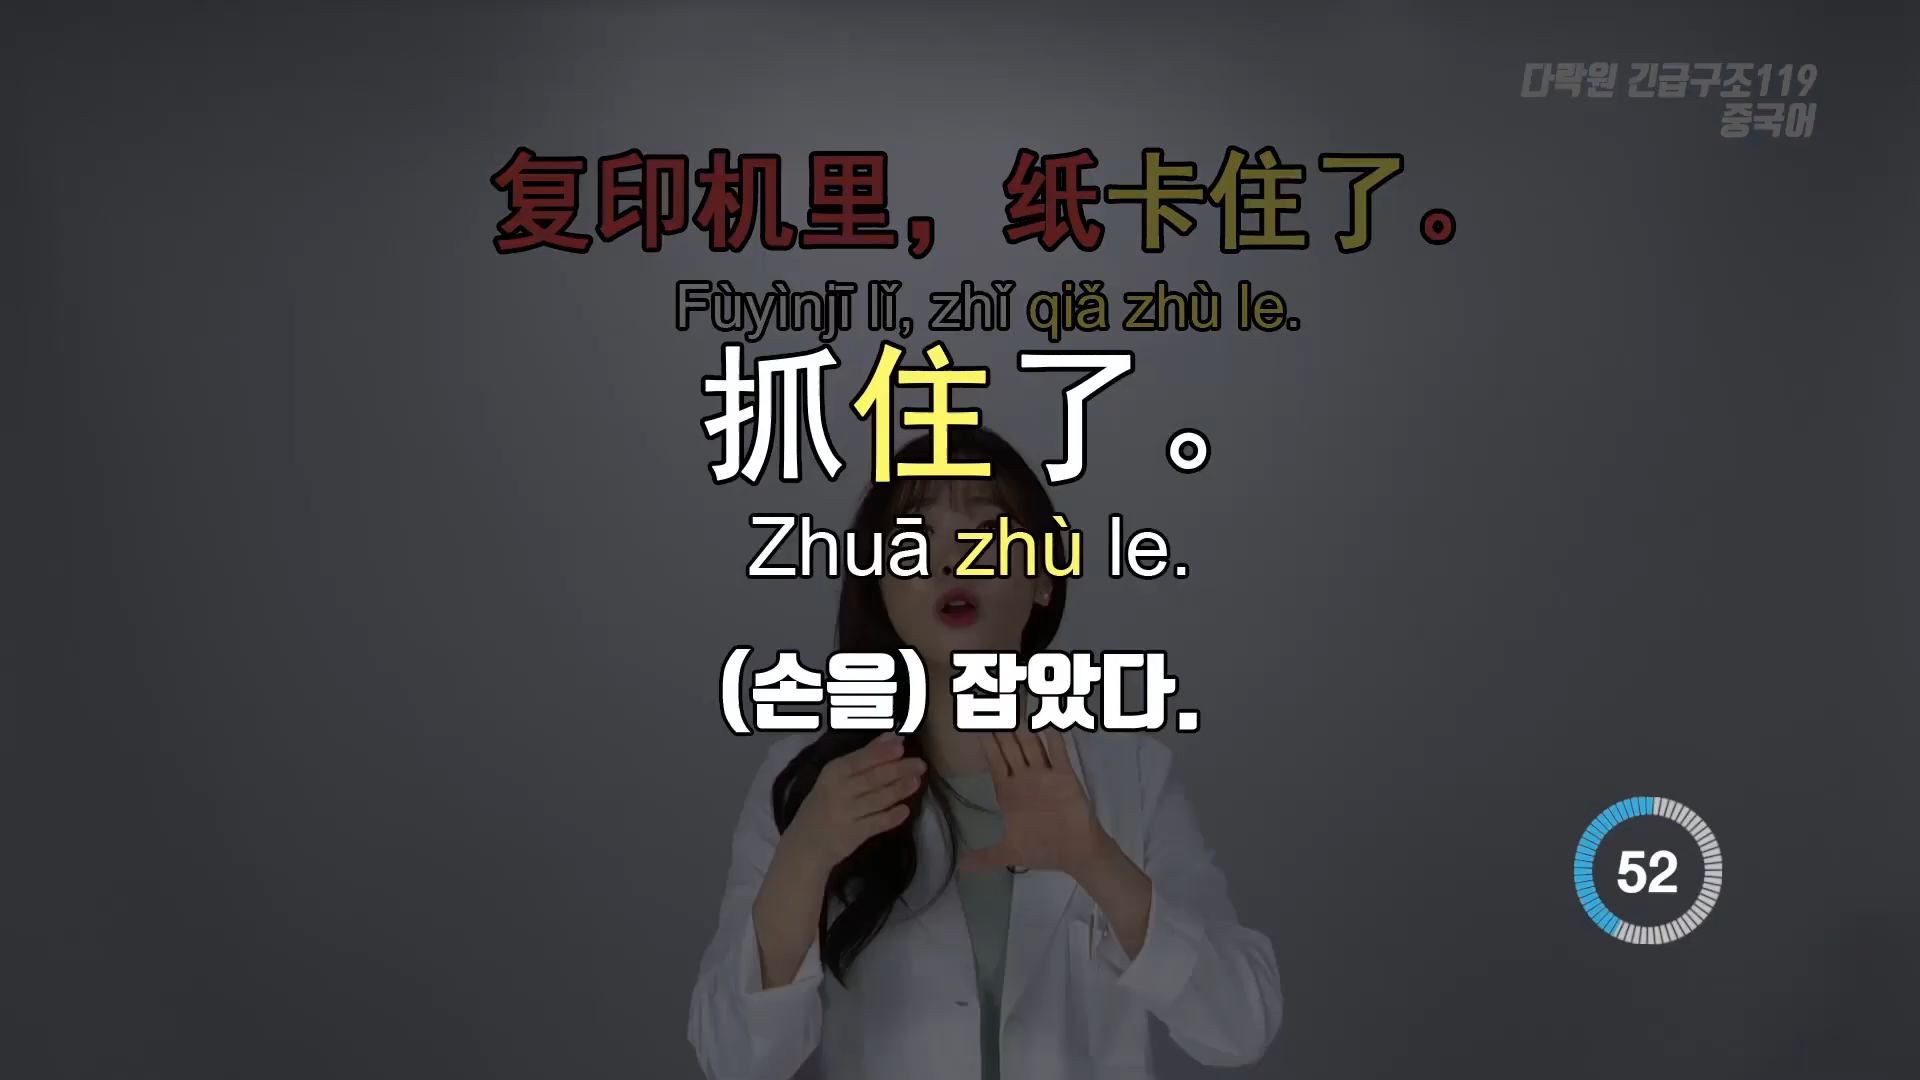 다락원 긴급구조119
중국어
复印机里，纸卡住了。
Fùyìnjī lǐ, zhǐ qiǎ zhù le.
抓住了。
Zhuā zhù le.
(손을) 잡았다.
52